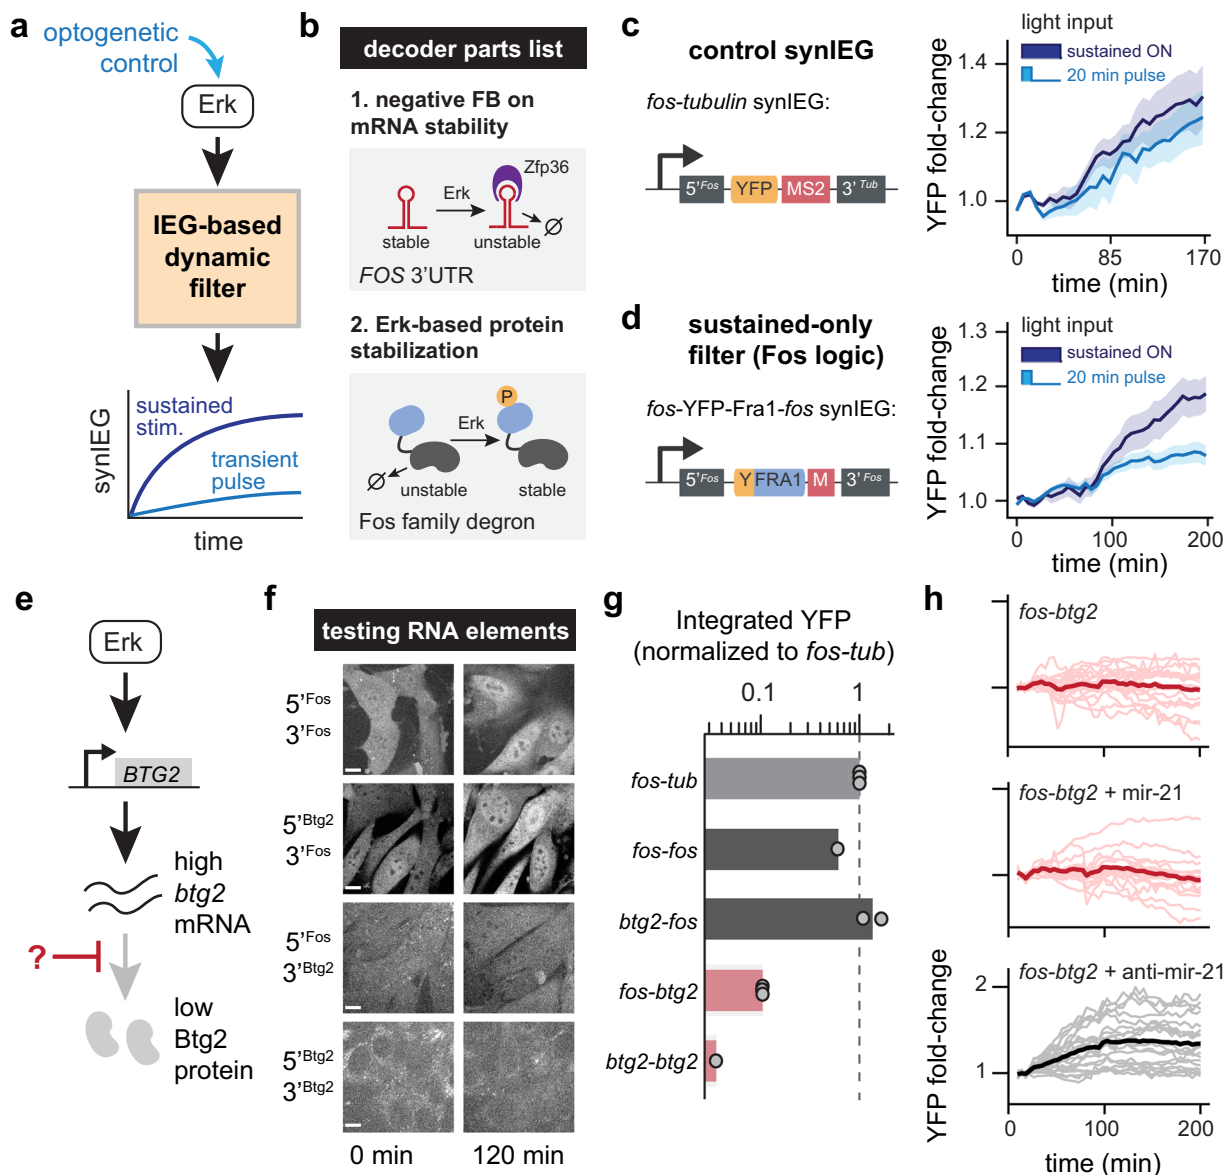 a
optogenetic
control
Erk
IEG-based
dynamic
filter
synIEG
sustained
stim.
transient
pulse
time
b
decoder parts list
1. negative FB on
mRNA stability
Zfp36
Erk
stable
unstable
FOS 3'UTR
2. Erk-based protein
stabilization
P
Erk
unstable
stable
Fos family degron
c
control synIEG
fos-tubulin synIEG:
5'Fos YFP MS2 3'Tub
YFP fold-change
light input
sustained ON
20 min pulse
1.4
1.2
1.0
0 85 170
time (min)
d
sustained-only
filter (Fos logic)
fos-YFP-Fra1-fos synIEG:
5'Fos Y FRA1 M 3'Fos
YFP fold-change
light input
sustained ON
20 min pulse
1.3
1.2
1.1
1.0
0 100 200
time (min)
e
Erk
BTG2
high
btg2
mRNA
?
low
Btg2
protein
f
testing RNA elements
5'Fos
3'Fos
5'Btg2
3'Fos
5'Fos
3'Btg2
5'Btg2
3'Btg2
0 min 120 min
g
Integrated YFP
(normalized to fos-tub)
0.1 1
fos-tub
fos-fos
btg2-fos
fos-btg2
btg2-btg2
h
fos-btg2
fos-btg2 + mir-21
fos-btg2 + anti-mir-21
YFP fold-change
2
1
0 100 200
time (min)